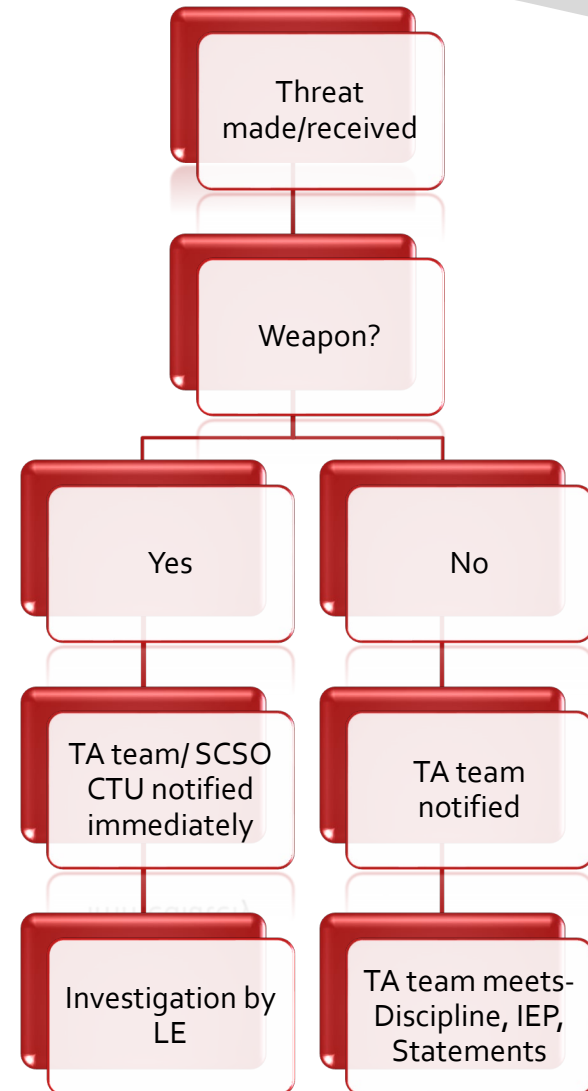 Threat
made/received
Weapon?
Yes
No
TA team/ SCSO
CTU notified
immediately
TA team
notified
Investigation by
LE
TA team meets-
Discipline, IEP,
Statements